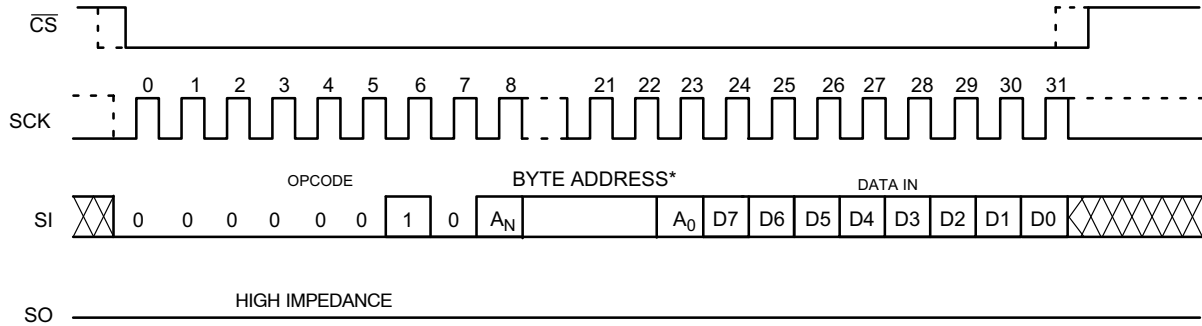 CS
0 1 2 3 4 5 6 7 8 21 22 23 24 25 26 27 28 29 30 31
SCK
OPCODE BYTE ADDRESS* DATA IN
SI 0 0 0 0 0 0 1 0 AN A0 D7 D6 D5 D4 D3 D2 D1 D0
HIGH IMPEDANCE
SO